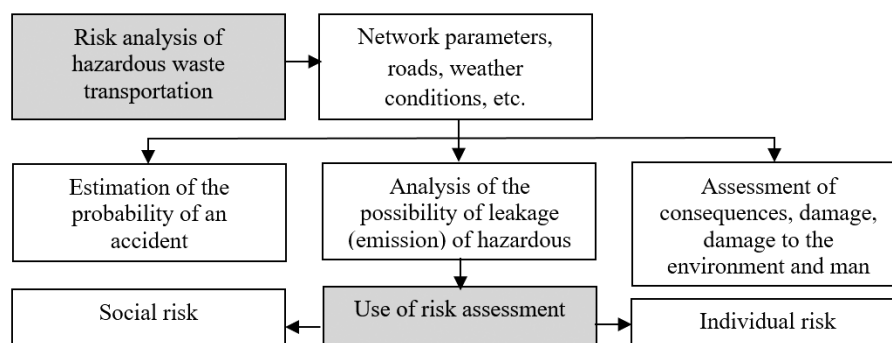 Risk analysis of
hazardous waste
transportation
Network parameters,
roads, weather
conditions, etc.
Estimation of the
probability of an
accident
Analysis of the
possibility of leakage
(emission) of hazardous
Assessment of
consequences, damage,
damage to the
environment and man
Social risk
Use of risk assessment
Individual risk